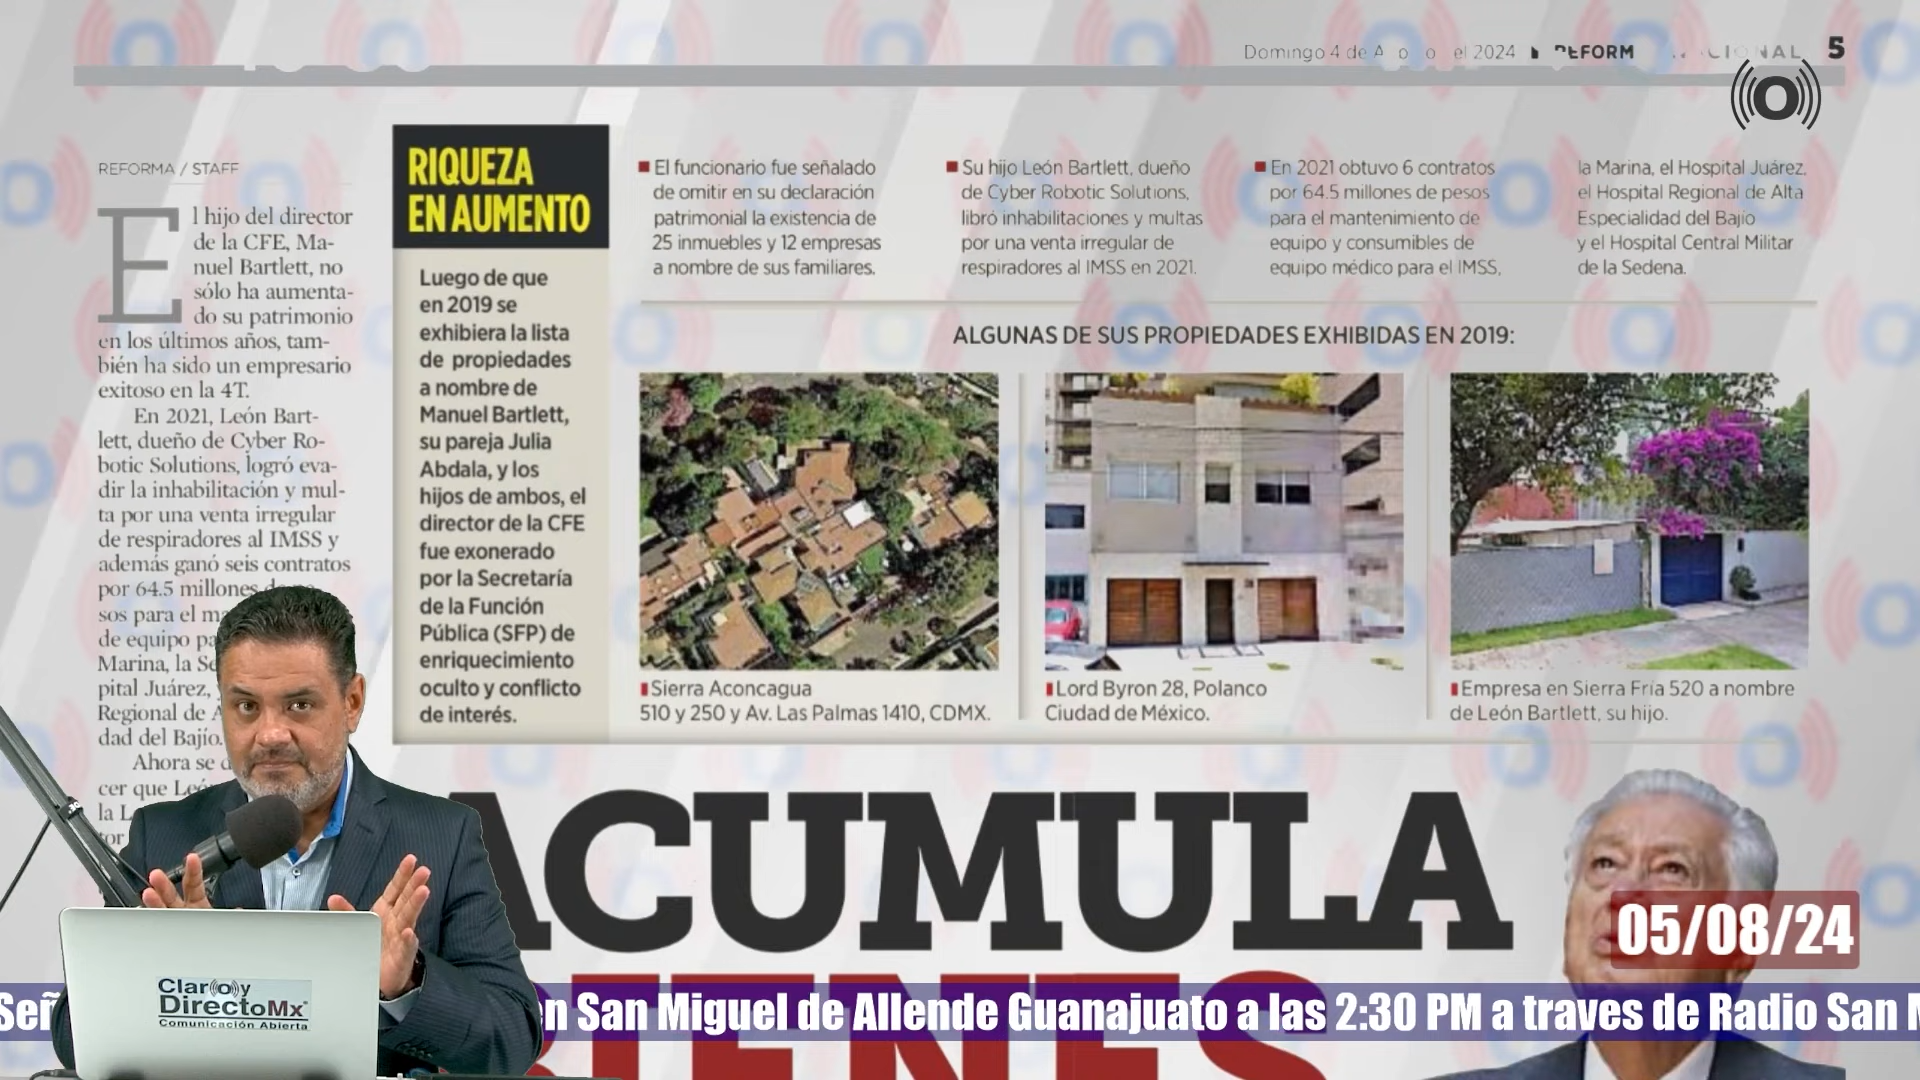 Domingo 4 de
el 2024
5
REFORMA / STAFF
El hijo del director
de la CFE, Ma-
nuel Bartlett, no
sólo ha aumenta-
do su patrimonio
en los últimos años, tam-
bién ha sido un empresario
exitoso en la 4T.
En 2021, León Bart-
lett, dueño de Cyber Ro-
botic Solutions, logró eva-
dir la inhabilitación y mul-
ta por una venta irregular
de respiradores al IMSS y
además ganó seis contratos
por 64.5 millones de pe-
sos para el
de equipo
Marina, la
pital Juárez,
Regional de
dad del Bajío.
Ahora se
cer que
la
RIQUEZA
EN AUMENTO
Luego de que
en 2019 se
exhibiera la lista
de propiedades
a nombre de
Manuel Bartlett,
su pareja Julia
Abdala, y los
hijos de ambos, el
director de la CFE
fue exonerado
por la Secretaría
de la Función
Pública (SFP) de
enriquecimiento
oculto y conflicto
de interés.
El funcionario fue señalado
de omitir en su declaración
patrimonial la existencia de
25 inmuebles y 12 empresas
a nombre de sus familiares.
Su hijo León Bartlett, dueño
de Cyber Robotic Solutions,
libró inhabilitaciones y multas
por una venta irregular de
respiradores al IMSS en 2021.
En 2021 obtuvo 6 contratos
por 64.5 millones de pesos
para el mantenimiento de
equipo y consumibles de
equipo médico para el IMSS,
la Marina, el Hospital Juárez,
el Hospital Regional de Alta
Especialidad del Bajío
y el Hospital Central Militar
de la Sedena.
ALGUNAS DE SUS PROPIEDADES EXHIBIDAS EN 2019:
Sierra Aconcagua
510 y 250 y Av. Las Palmas 1410, CDMX.
Lord Byron 28, Polanco
Ciudad de México.
Empresa en Sierra Fría 520 a nombre
de León Bartlett, su hijo.
ACUMULA
BIENES
05/08/24
en San Miguel de Allende Guanajuato a las 2:30 PM a traves de Radio San
Claroy
DirectoMx
Comunicación Abierta